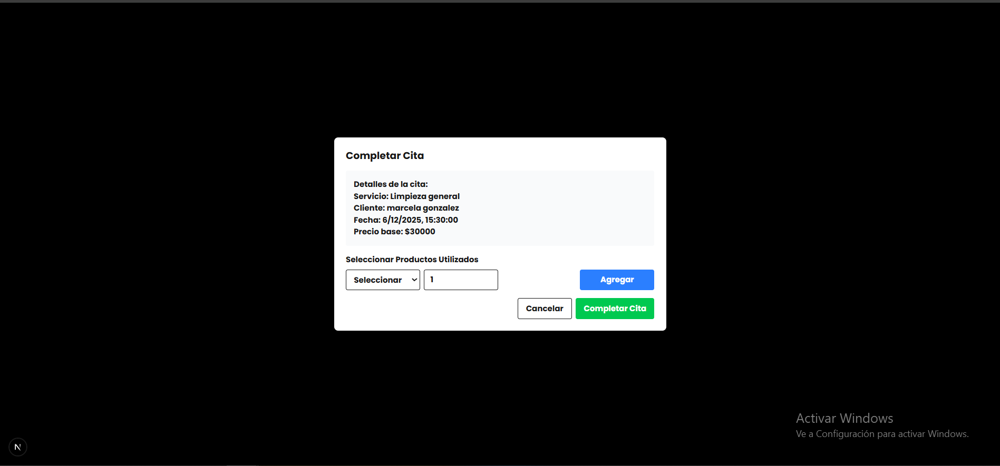 Completar Cita
Detalles de la cita:
Servicio: Limpieza general
Cliente: marcela gonzalez
Fecha: 6/12/2025, 15:30:00
Precio base: $30000
Seleccionar Productos Utilizados
Seleccionar 1 Agregar
Cancelar Completar Cita
Activar Windows
Ve a Configuración para activar Windows.
N